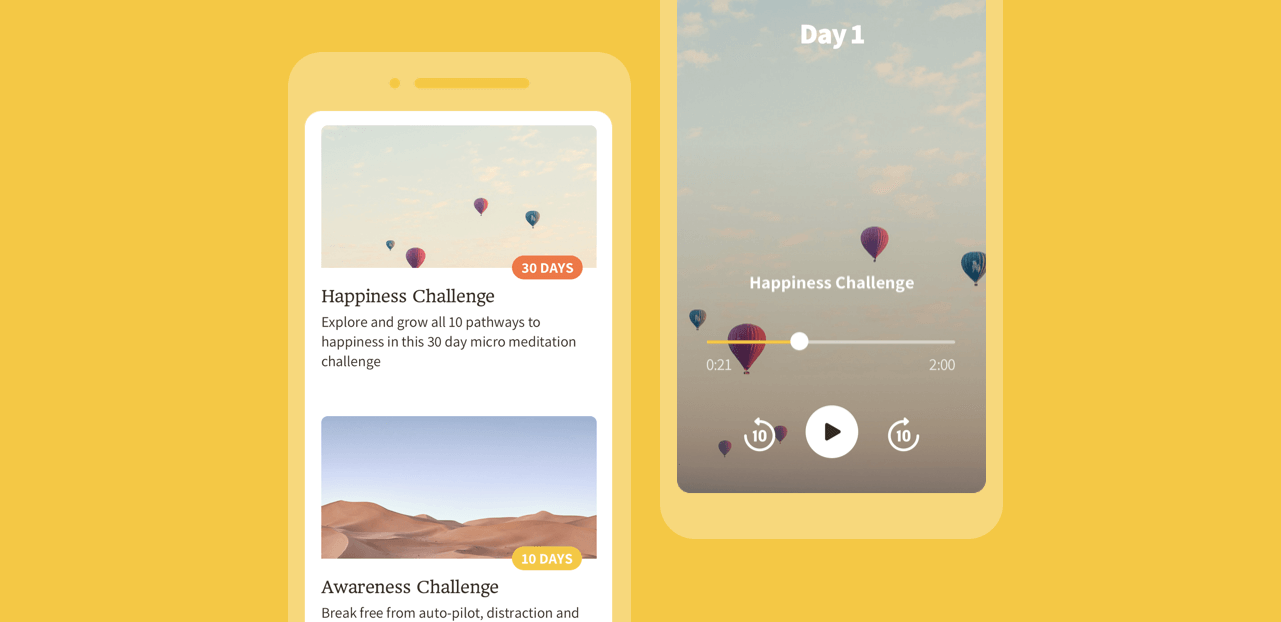 30 DAYS
Happiness Challenge
Explore and grow all 10 pathways to
happiness in this 30 day micro meditation
challenge
10 DAYS
Awareness Challenge
Break free from auto-pilot, distraction and
Day 1
Happiness Challenge
0:21 2:00
10 10